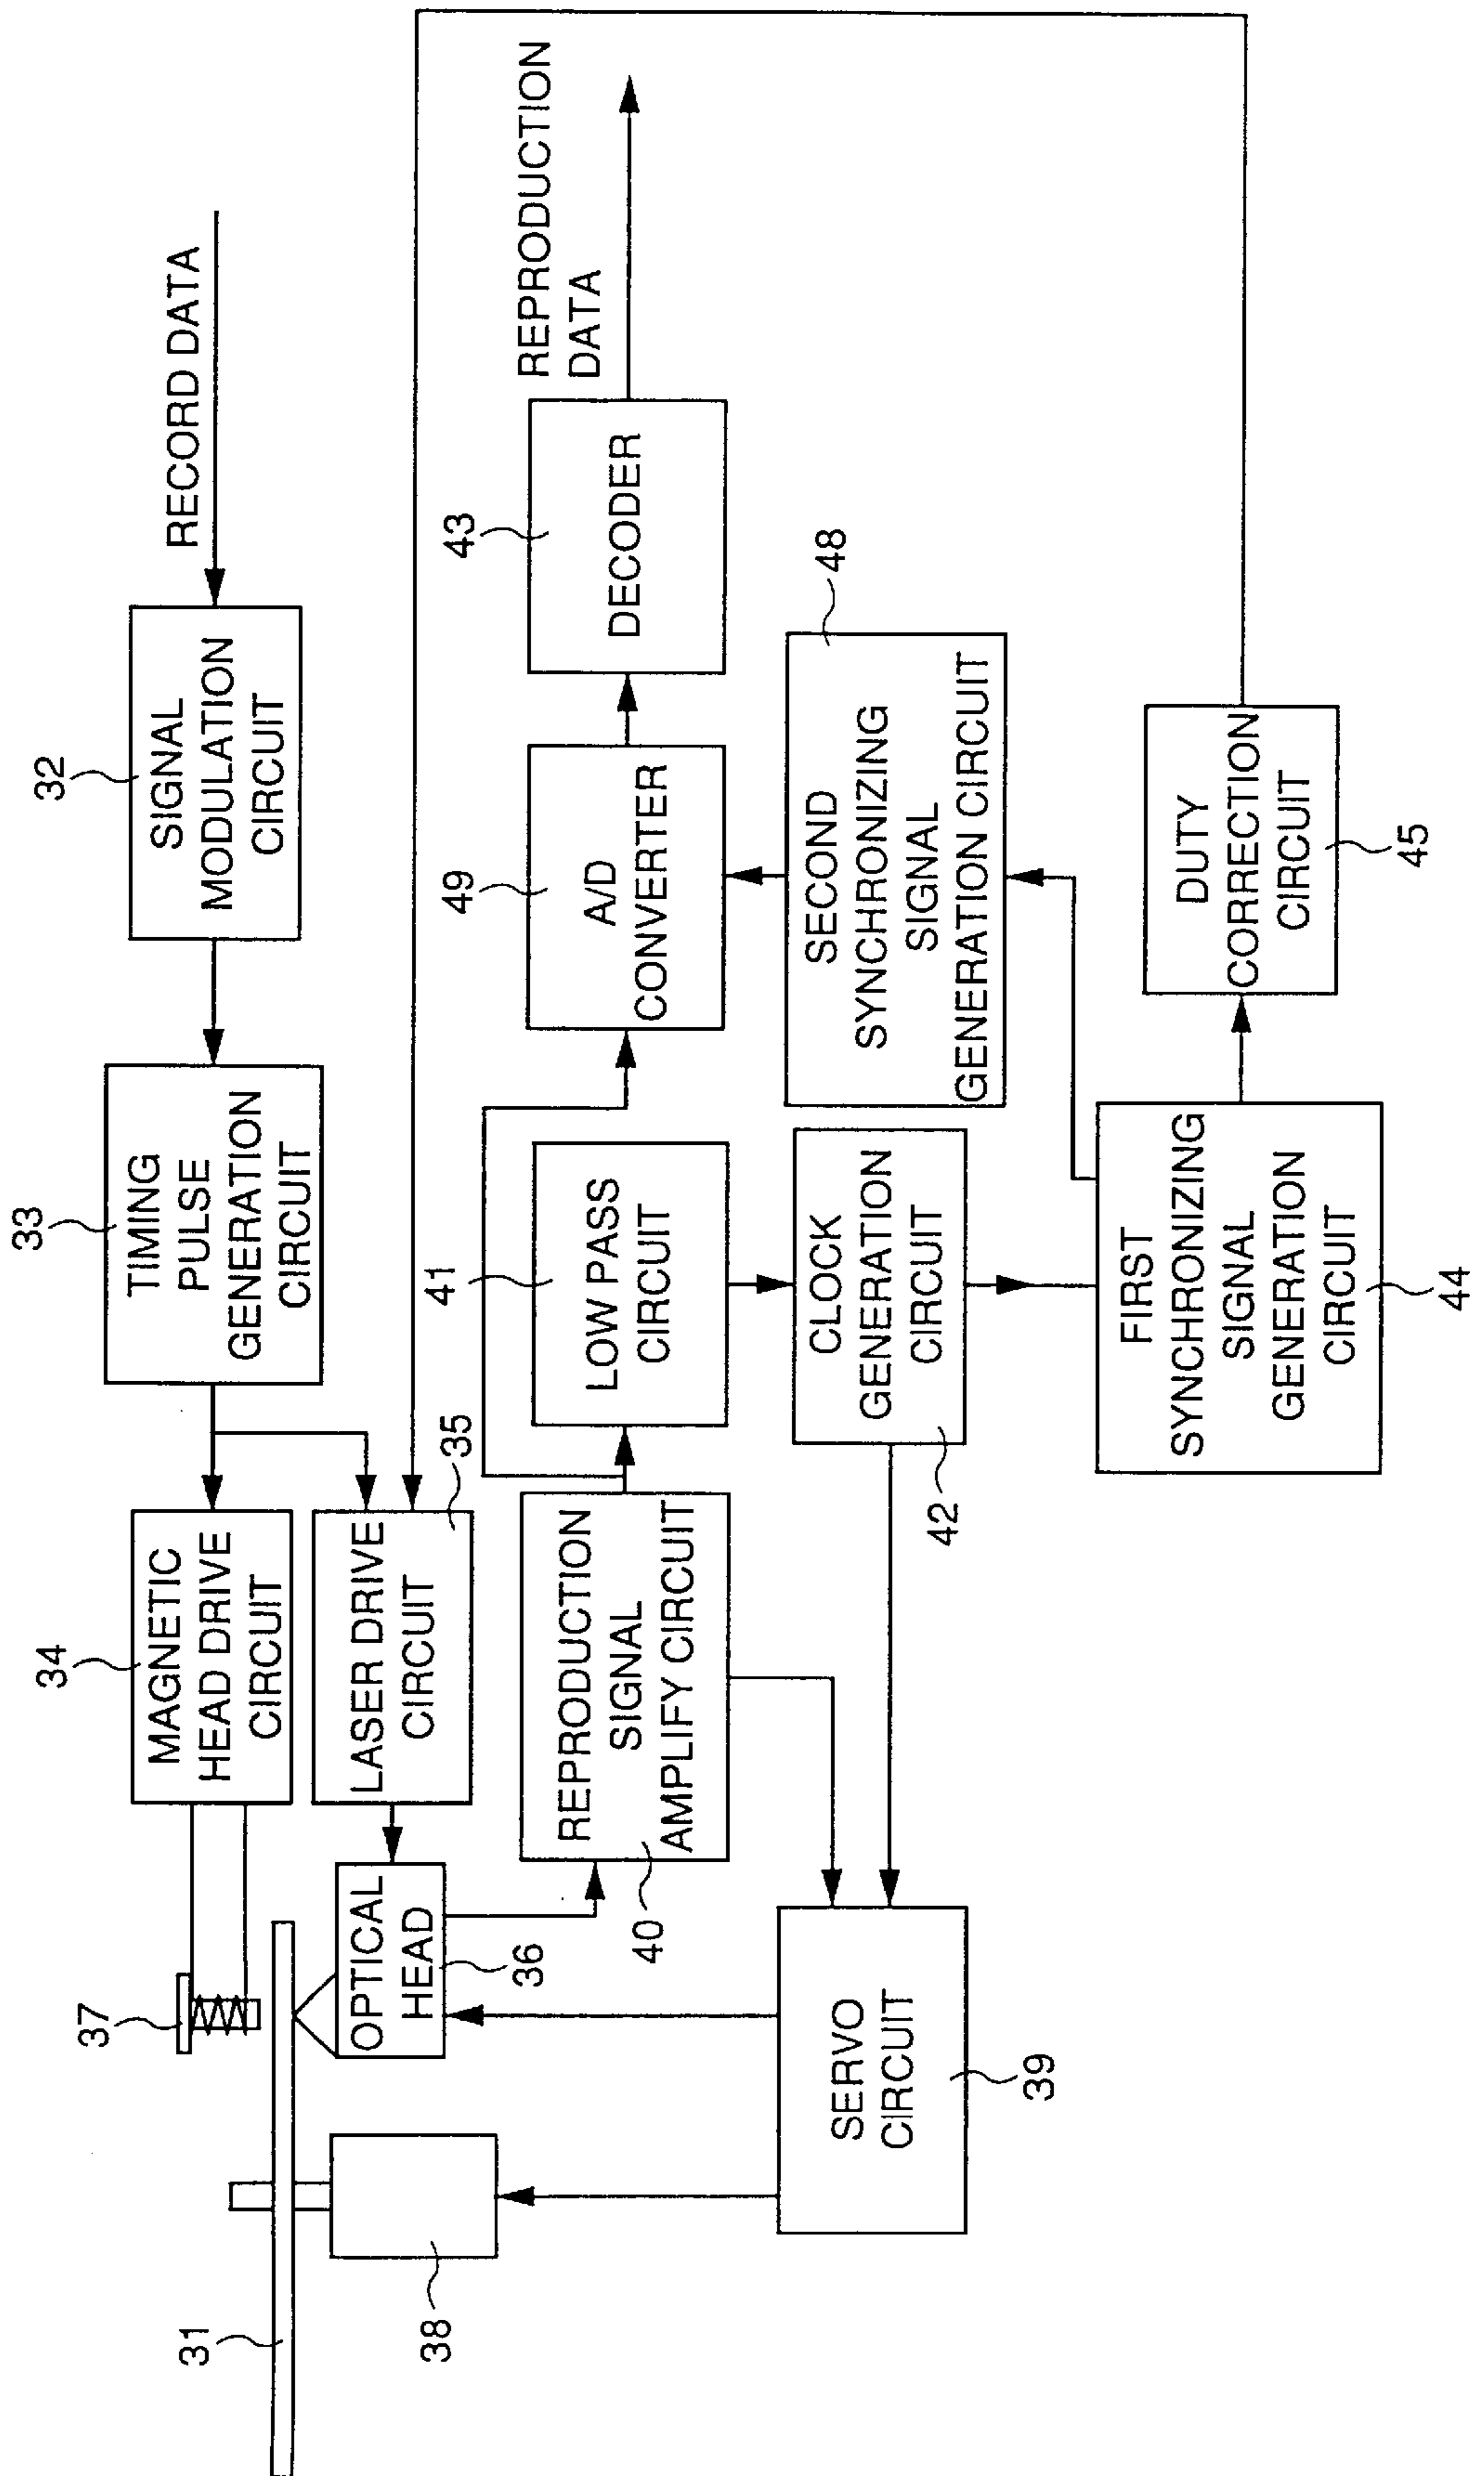 RECORD DATA
32
SIGNAL
MODULATION
CIRCUIT
33
TIMING
PULSE
GENERATION
CIRCUIT
34
MAGNETIC
HEAD DRIVE
CIRCUIT
35
LASER DRIVE
CIRCUIT
37
31
OPTICAL
HEAD
36
38
REPRODUCTION
SIGNAL
AMPLIFY CIRCUIT
40
41
LOW PASS
CIRCUIT
49
A/D
CONVERTER
43
DECODER
REPRODUCTION
DATA
SERVO
CIRCUIT
39
CLOCK
GENERATION
CIRCUIT
42
SECOND
SYNCHRONIZING
SIGNAL
GENERATION CIRCUIT
48
FIRST
SYNCHRONIZING
SIGNAL
GENERATION
CIRCUIT
44
DUTY
CORRECTION
CIRCUIT
45